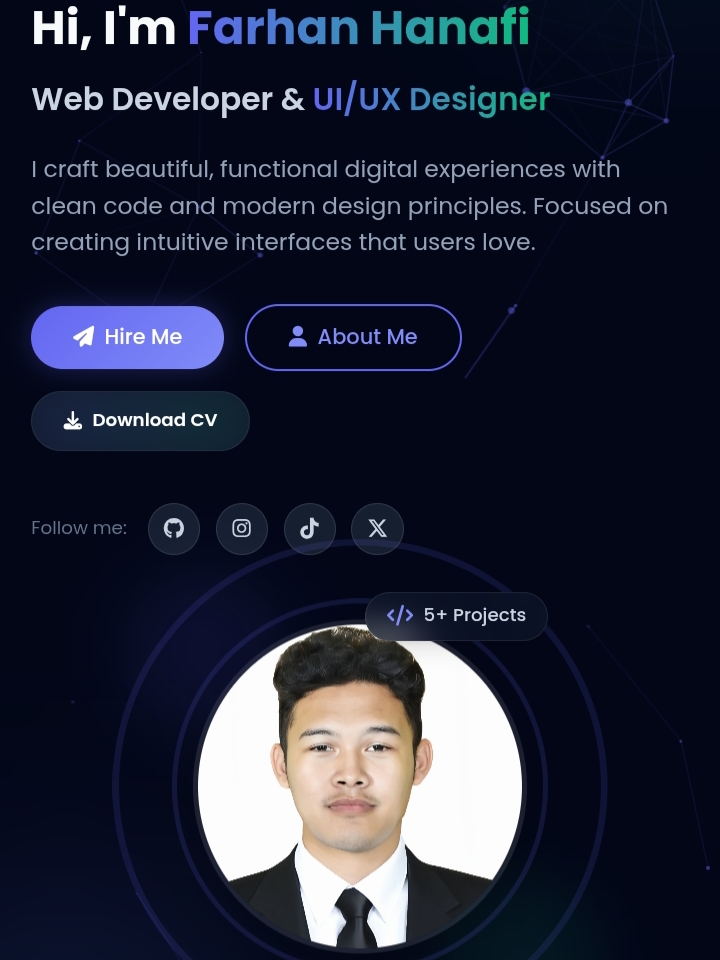 Hi, I'm Farhan Hanafi
Web Developer & UI/UX Designer
I craft beautiful, functional digital experiences with
clean code and modern design principles. Focused on
creating intuitive interfaces that users love.
Hire Me
About Me
Download CV
Follow me:
5+ Projects